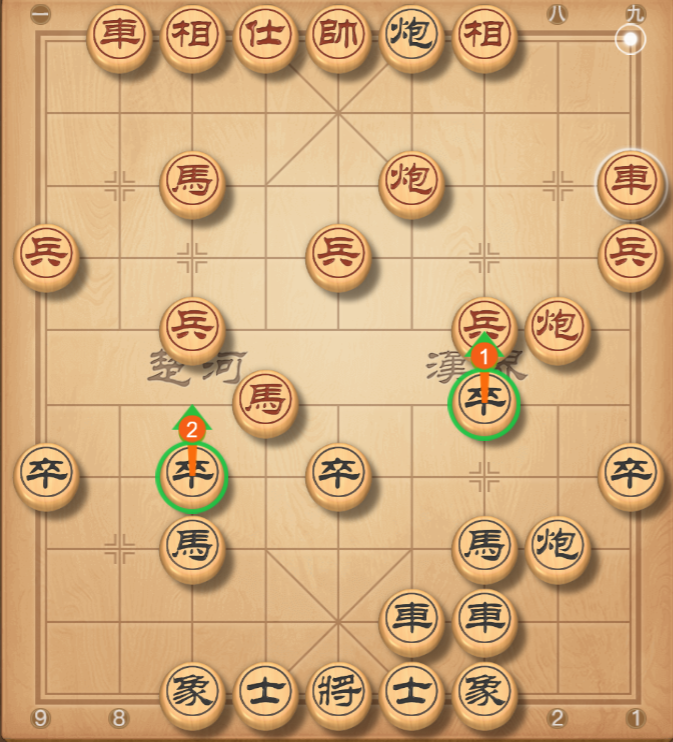 一 八 九
車 相 仕 帥 炮 相
馬 炮 車
兵 兵 兵
兵 兵 炮
楚河 漢界
1
馬 卒
2
卒 卒 卒 卒
馬 馬 炮
車 車
象 士 將 士 象
9 8 2 1